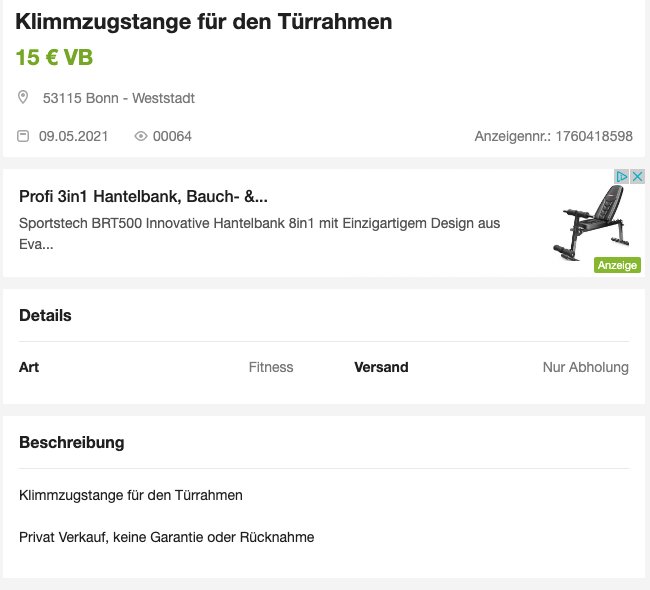 Klimmzugstange für den Türrahmen
15 € VB
53115 Bonn - Weststadt
09.05.2021 00064 Anzeigennr.: 1760418598
Profi 3in1 Hantelbank, Bauch- &...
Sportstech BRT500 Innovative Hantelbank 8in1 mit Einzigartigem Design aus
Eva...
Anzeige
Details
Art Fitness Versand Nur Abholung
Beschreibung
Klimmzugstange für den Türrahmen
Privat Verkauf, keine Garantie oder Rücknahme